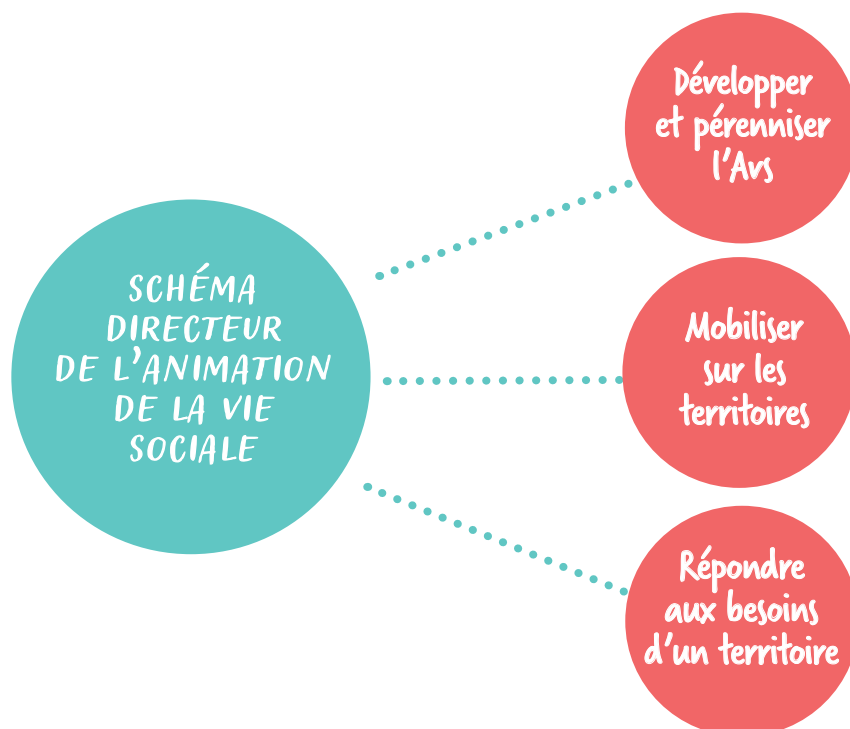 SCHÉMA
DIRECTEUR
DE L'ANIMATION
DE LA VIE
SOCIALE
Développer
et pérenniser
l'Avs
Mobiliser
sur les
territoires
Répondre
aux besoins
d'un territoire